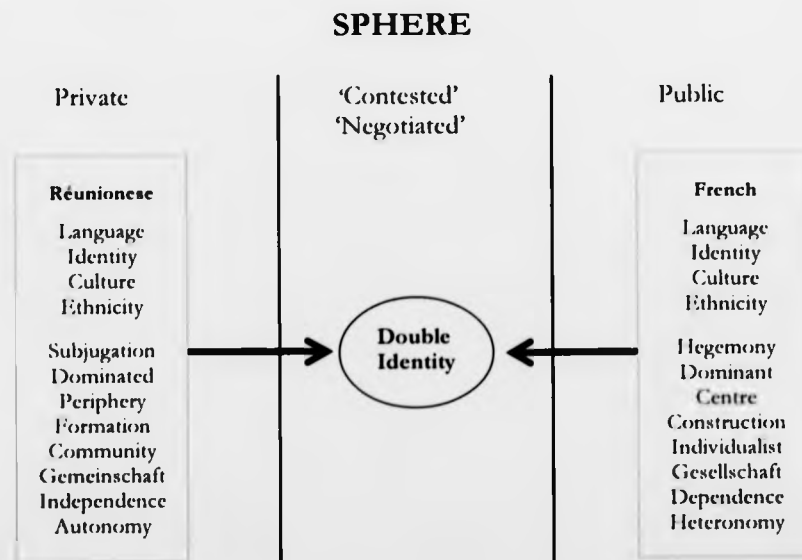 SPHERE
Private
'Contested'
'Negotiated'
Public
Réunionese
Language
Identity
Culture
Ethnicity
Subjugation
Dominated
Periphery
Formation
Community
Gemeinschaft
Independence
Autonomy
Double
Identity
French
Language
Identity
Culture
Ethnicity
Hegemony
Dominant
Centre
Construction
Individualist
Gesellschaft
Dependence
Heteronomy